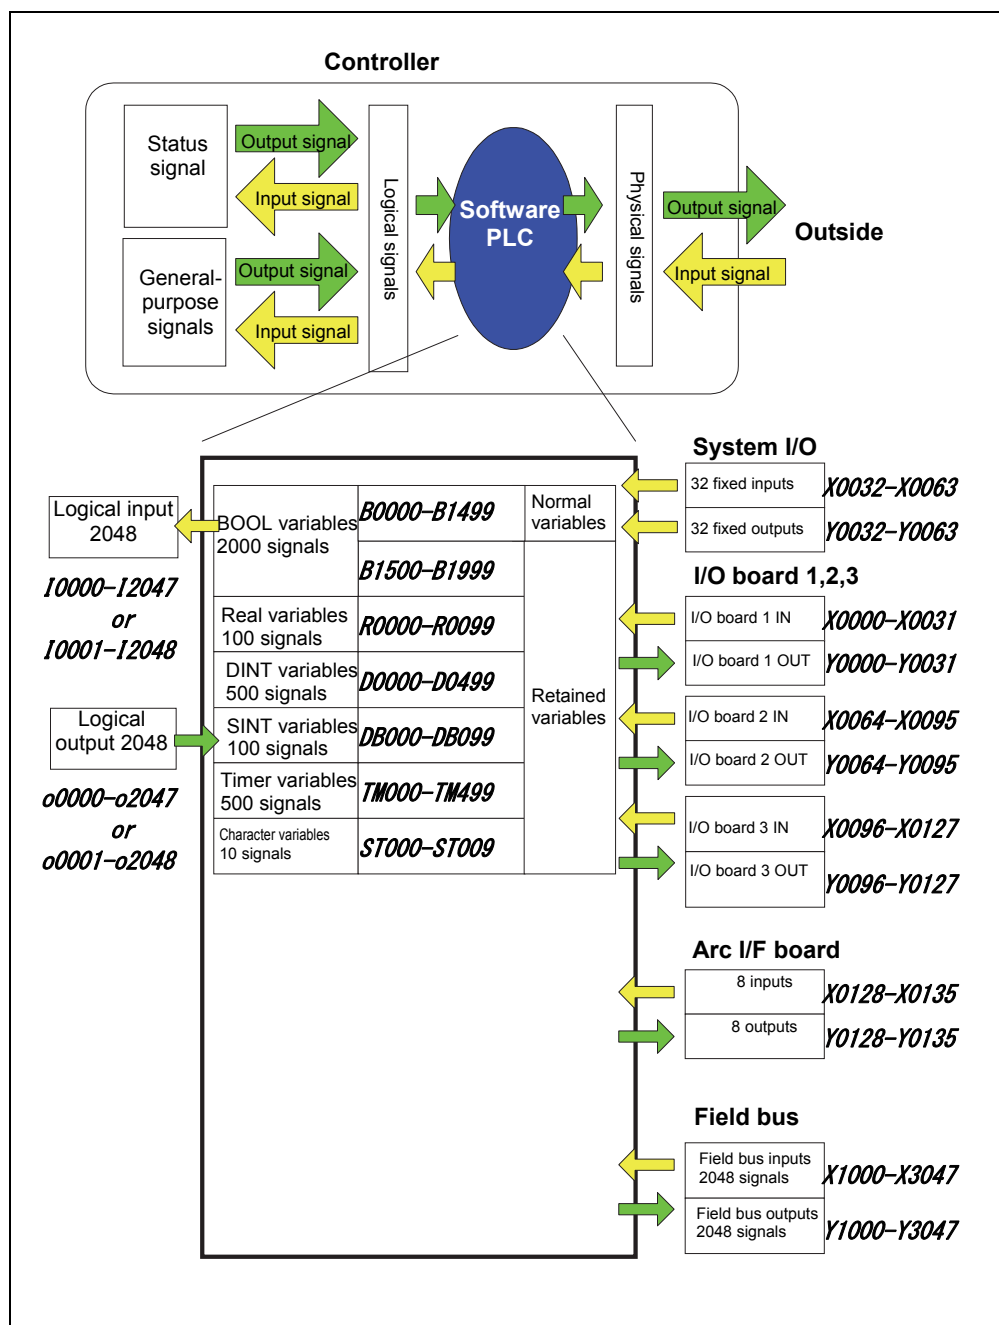 Controller
Status
signal
Output signal
Input signal
General-
purpose
signals
Output signal
Input signal
Logical signals
Software
PLC
Physical signals
Output signal
Input signal
Outside
Logical input
2048
I0000-I2047
or
I0001-I2048
Logical
output 2048
o0000-o2047
or
o0001-o2048
BOOL variables
2000 signals
B0000-B1499
Normal
variables
B1500-B1999
Real variables
100 signals
R0000-R0099
DINT variables
500 signals
D0000-D0499
SINT variables
100 signals
DB000-DB099
Timer variables
500 signals
TM000-TM499
Character variables
10 signals
ST000-ST009
Retained
variables
System I/O
32 fixed inputs
X0032-X0063
32 fixed outputs
Y0032-Y0063
I/O board 1,2,3
I/O board 1 IN
X0000-X0031
I/O board 1 OUT
Y0000-Y0031
I/O board 2 IN
X0064-X0095
I/O board 2 OUT
Y0064-Y0095
I/O board 3 IN
X0096-X0127
I/O board 3 OUT
Y0096-Y0127
Arc I/F board
8 inputs
X0128-X0135
8 outputs
Y0128-Y0135
Field bus
Field bus inputs
2048 signals
X1000-X3047
Field bus outputs
2048 signals
Y1000-Y3047